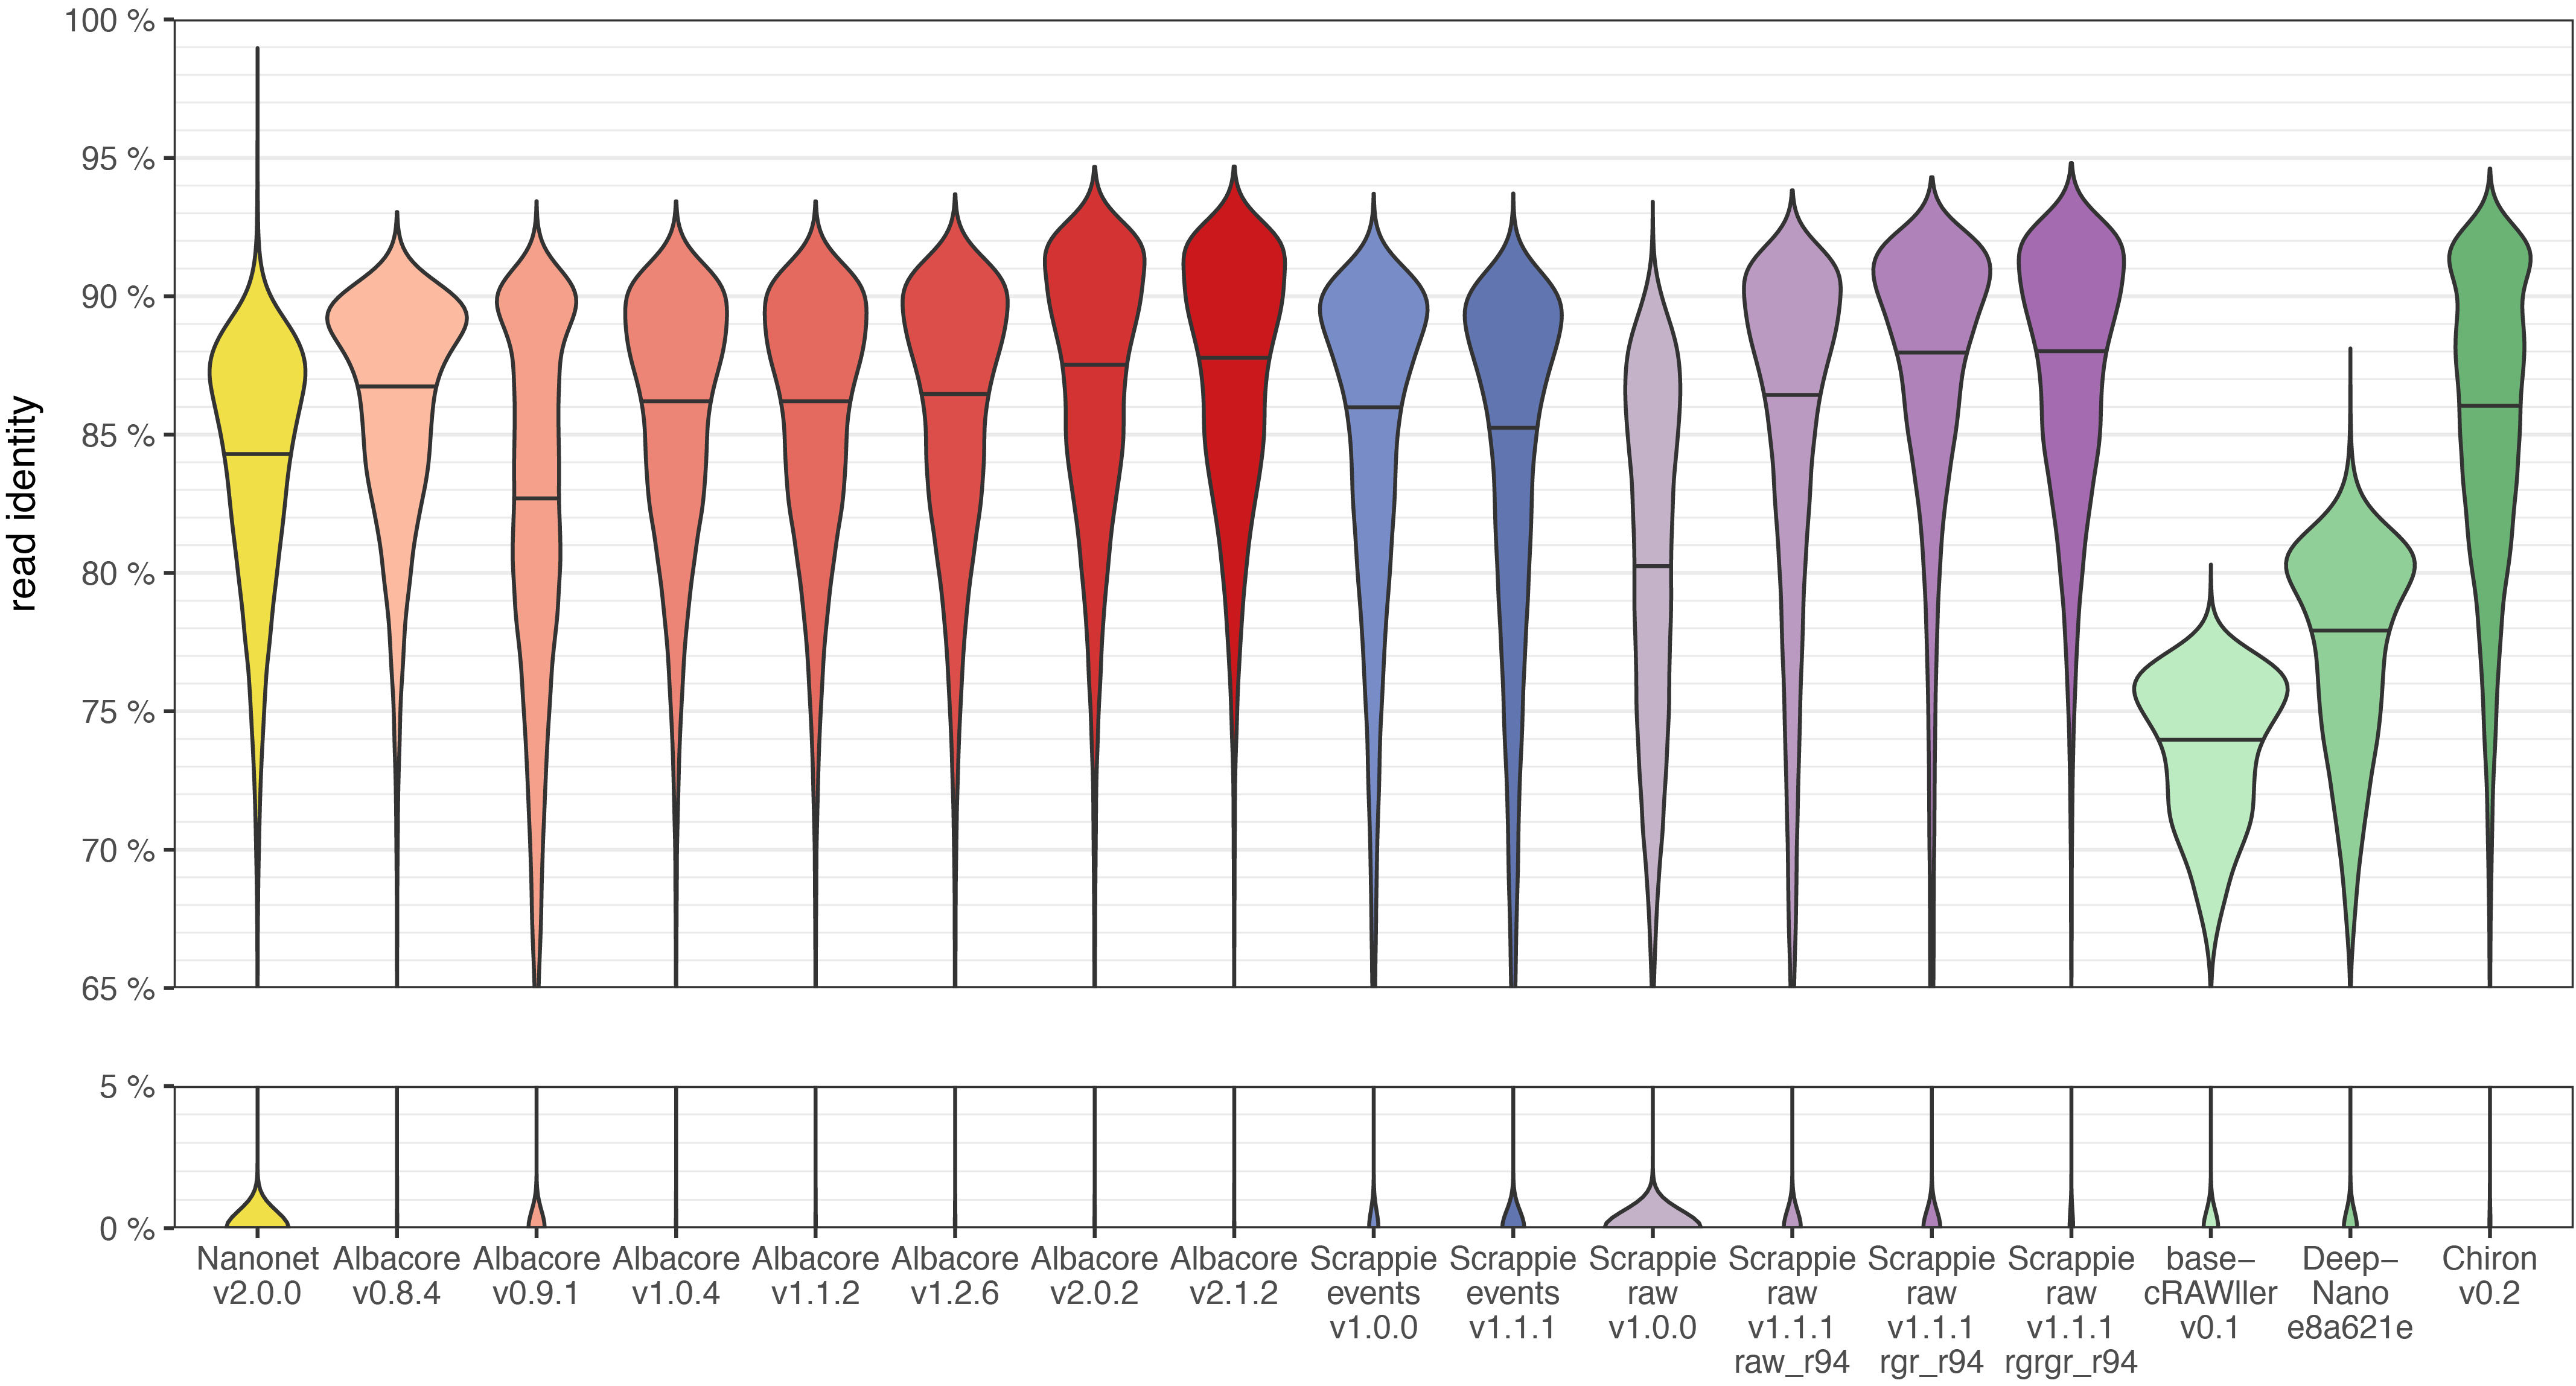 100 %
95 %
90 %
85 %
80 %
75 %
70 %
65 %
read identity
5 %
0 %
Nanonet Albacore Albacore Albacore Albacore Albacore Albacore Albacore Scrappie Scrappie Scrappie Scrappie Scrappie Scrappie base− Deep− Chiron
v2.0.0 v0.8.4 v0.9.1 v1.0.4 v1.1.2 v1.2.6 v2.0.2 v2.1.2 events events raw raw raw raw cRAWller Nano v0.2
v1.0.0 v1.1.1 v1.0.0 v1.1.1 v1.1.1 v1.1.1 v0.1 e8a621e
raw_r94 rgr_r94 rgrgr_r94